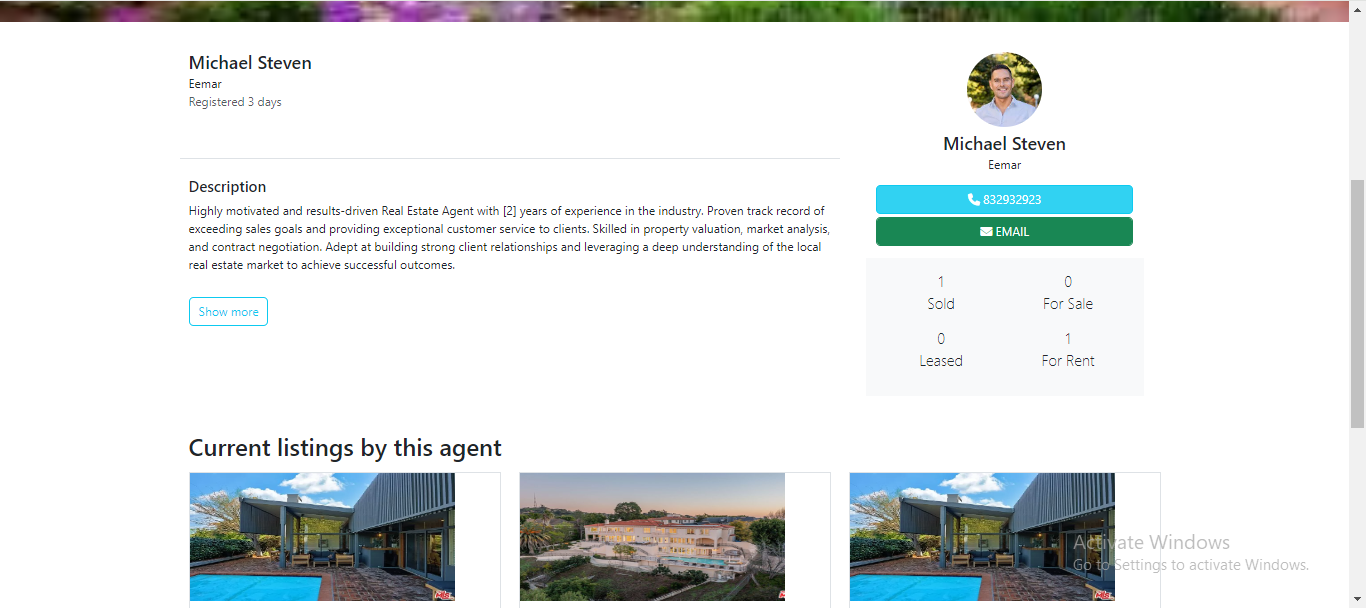 Michael Steven
Eemar
Registered 3 days
Description
Highly motivated and results-driven Real Estate Agent with [2] years of experience in the industry. Proven track record of
exceeding sales goals and providing exceptional customer service to clients. Skilled in property valuation, market analysis,
and contract negotiation. Adept at building strong client relationships and leveraging a deep understanding of the local
real estate market to achieve successful outcomes.
Show more
Michael Steven
Eemar
832932923
EMAIL
1 0
Sold For Sale
0 1
Leased For Rent
Current listings by this agent
Activate Windows
Go to Settings to activate Windows.